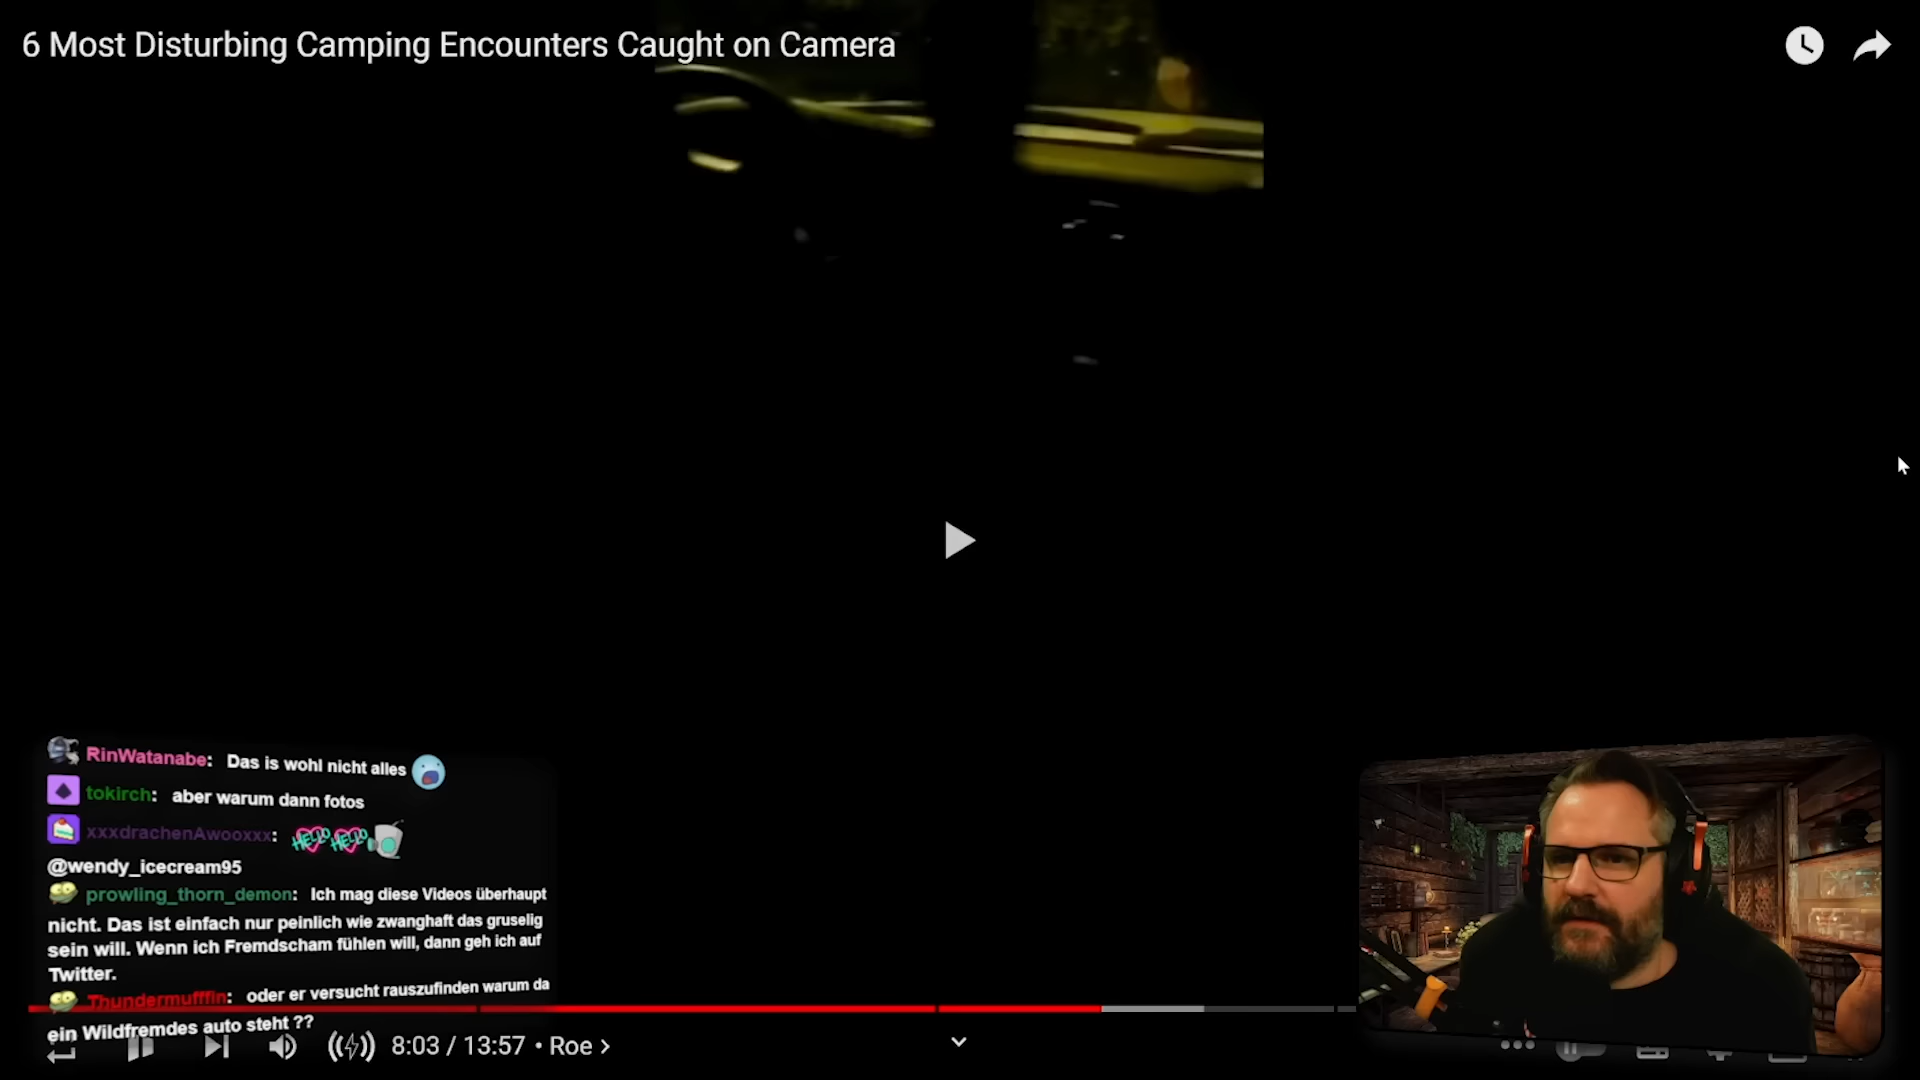 6 Most Disturbing Camping Encounters Caught on Camera
RinWatanabe: Das is wohl nicht alles
tokirch: aber warum dann fotos
xxxdrachenAwooxxx: HELLO HELLO
@wendy_icecream95
prowling_thorn_demon: Ich mag diese Videos überhaupt
nicht. Das ist einfach nur peinlich wie zwanghaft das gruselig
sein will. Wenn ich Fremdscham fühlen will, dann geh ich auf
Twitter.
Thundermufffin: oder er versucht rauszufinden warum da
ein Wildfremdes auto steht ??
8:03 / 13:57 • Roe >